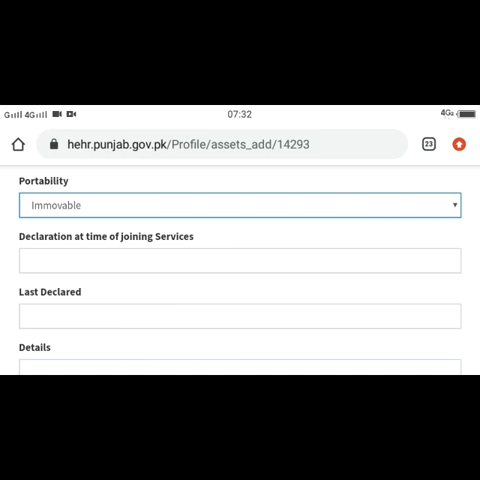 07:32
4G
23
hehr.punjab.gov.pk/Profile/assets_add/14293
Portability
Immovable
Declaration at time of joining Services
Last Declared
Details